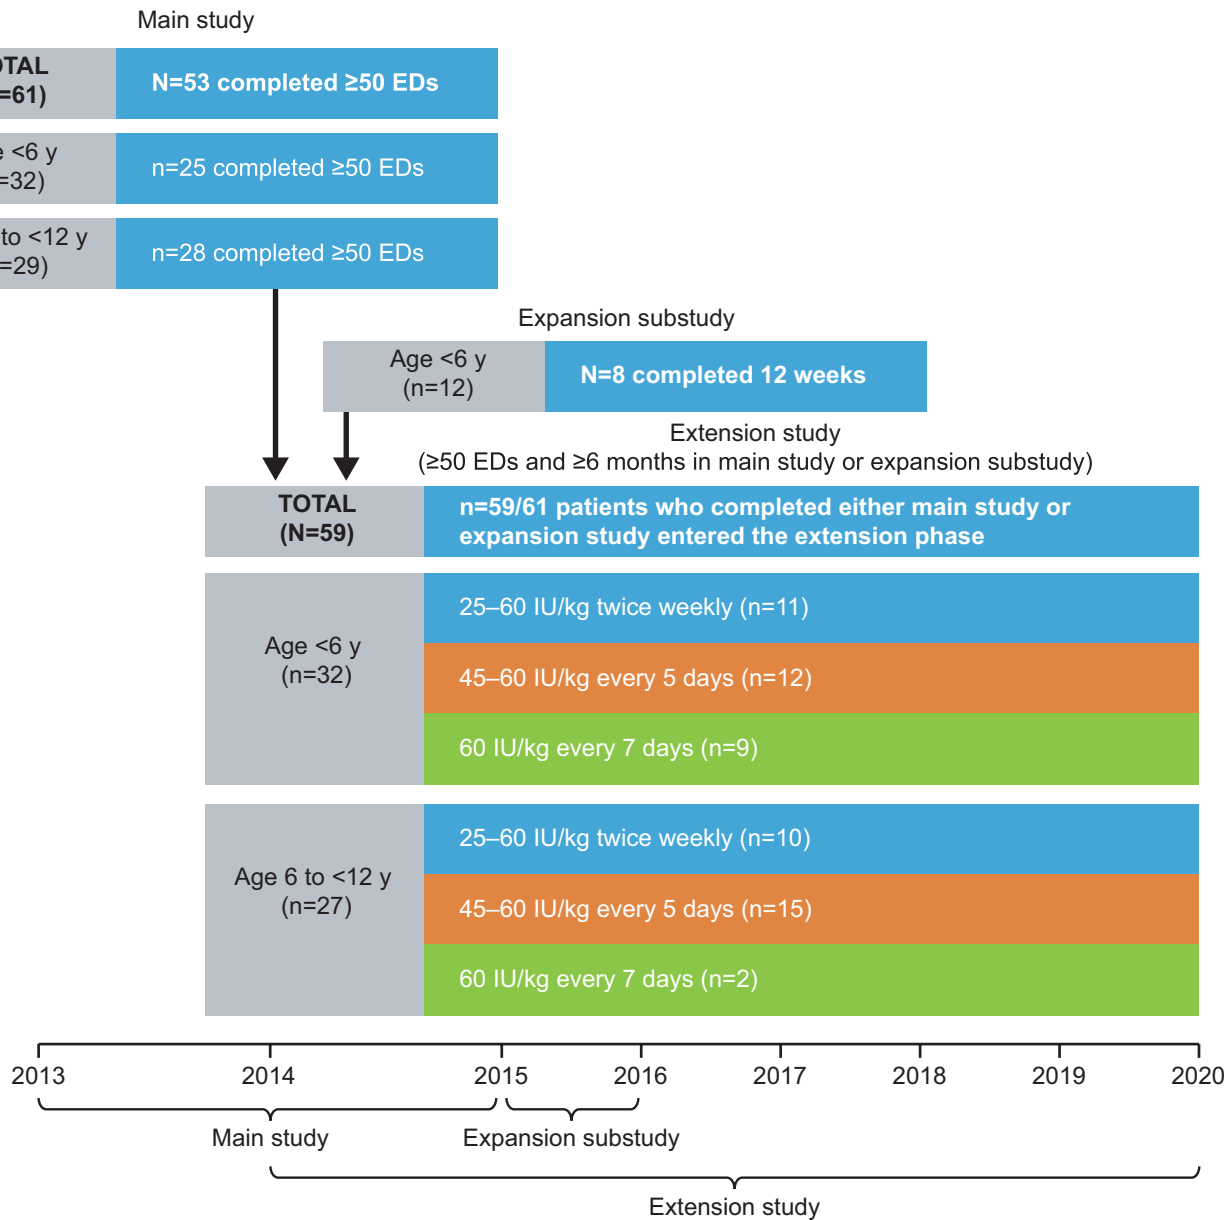 Main study
OTAL
=61)
N=53 completed ≥50 EDs
<6 y
=32)
n=25 completed ≥50 EDs
to <12 y
=29)
n=28 completed ≥50 EDs
Expansion substudy
Age <6 y
(n=12)
N=8 completed 12 weeks
Extension study
(≥50 EDs and ≥6 months in main study or expansion substudy)
TOTAL
(N=59)
n=59/61 patients who completed either main study or
expansion study entered the extension phase
Age <6 y
(n=32)
25–60 IU/kg twice weekly (n=11)
45–60 IU/kg every 5 days (n=12)
60 IU/kg every 7 days (n=9)
Age 6 to <12 y
(n=27)
25–60 IU/kg twice weekly (n=10)
45–60 IU/kg every 5 days (n=15)
60 IU/kg every 7 days (n=2)
2013 2014 2015 2016 2017 2018 2019 2020
Main study Expansion substudy
Extension study